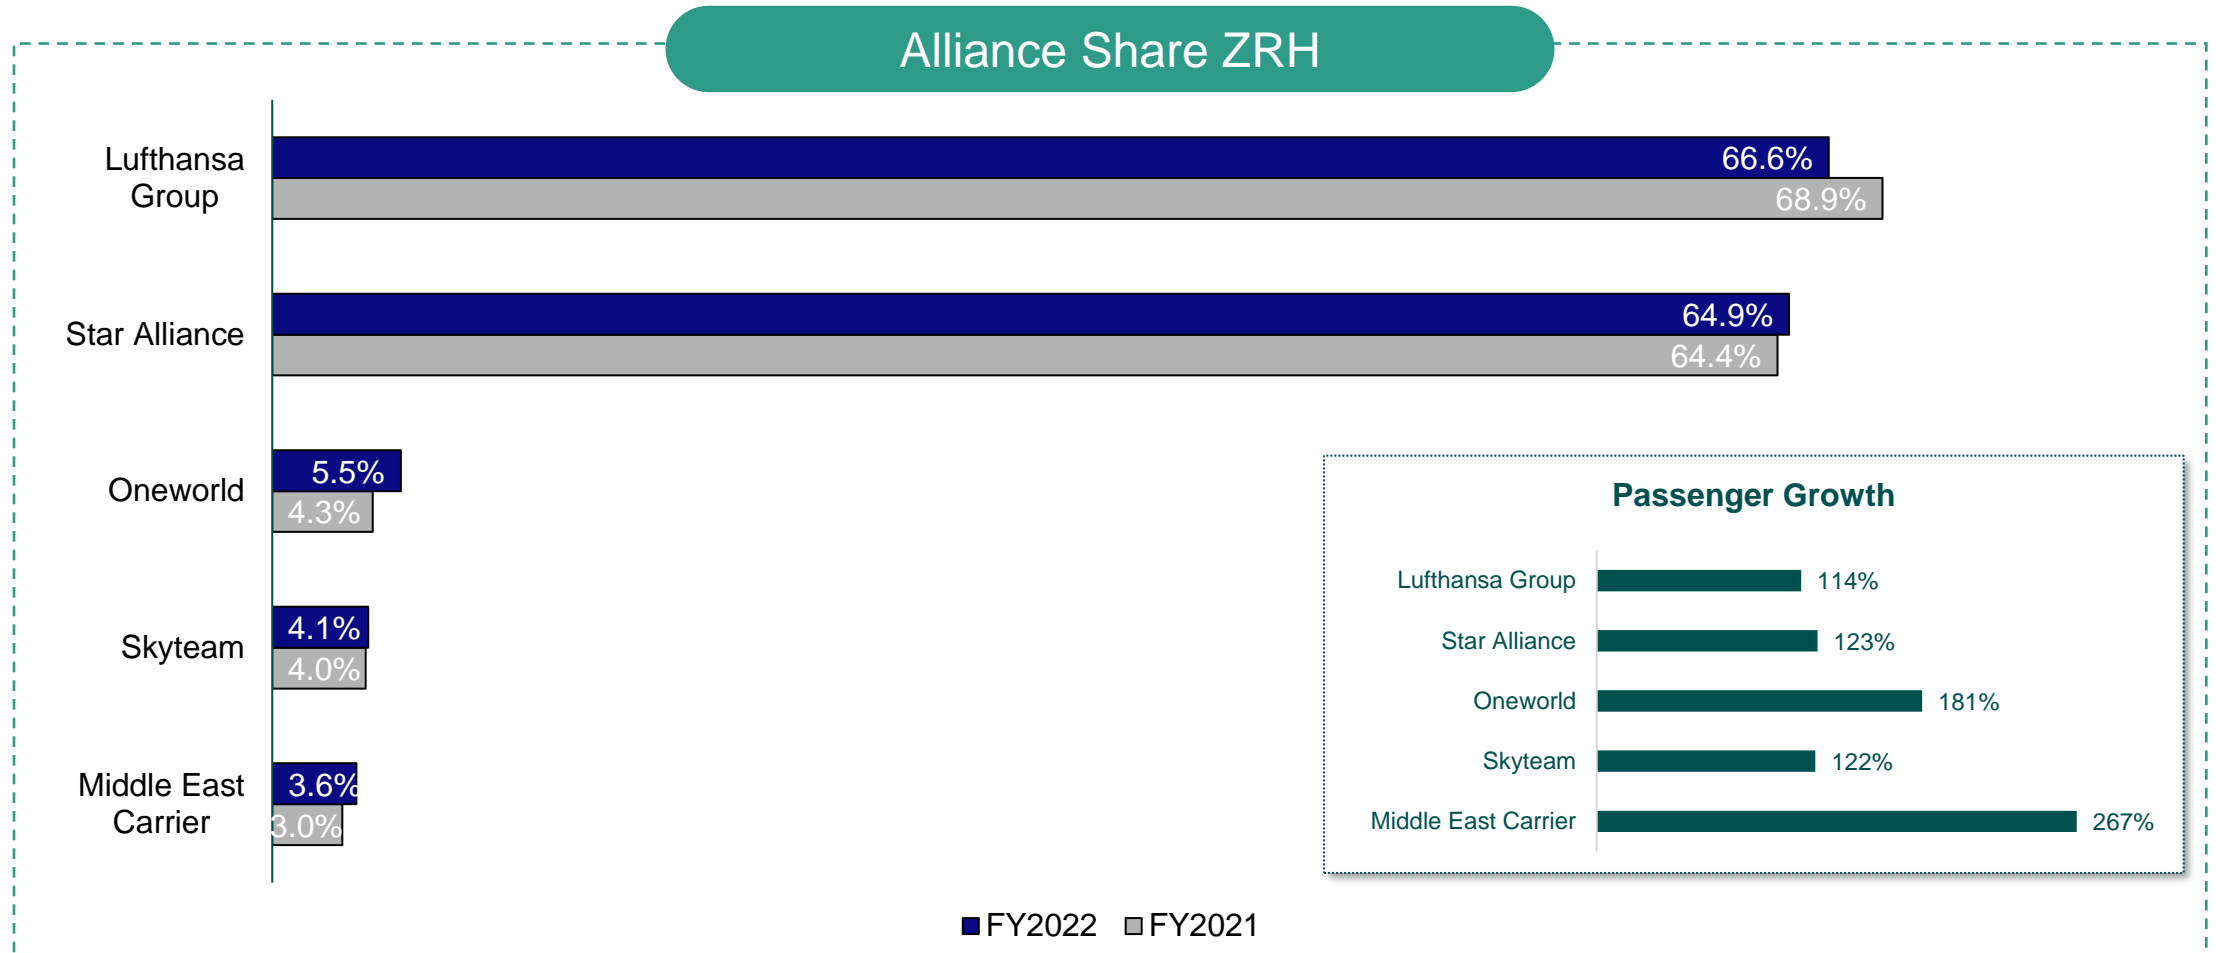 Alliance Share ZRH
Lufthansa
Group
66.6%
68.9%
Star Alliance
64.9%
64.4%
Oneworld
5.5%
4.3%
Skyteam
4.1%
4.0%
Middle East
Carrier
3.6%
3.0%
Passenger Growth
Lufthansa Group 114%
Star Alliance 123%
Oneworld 181%
Skyteam 122%
Middle East Carrier 267%
FY2022 FY2021